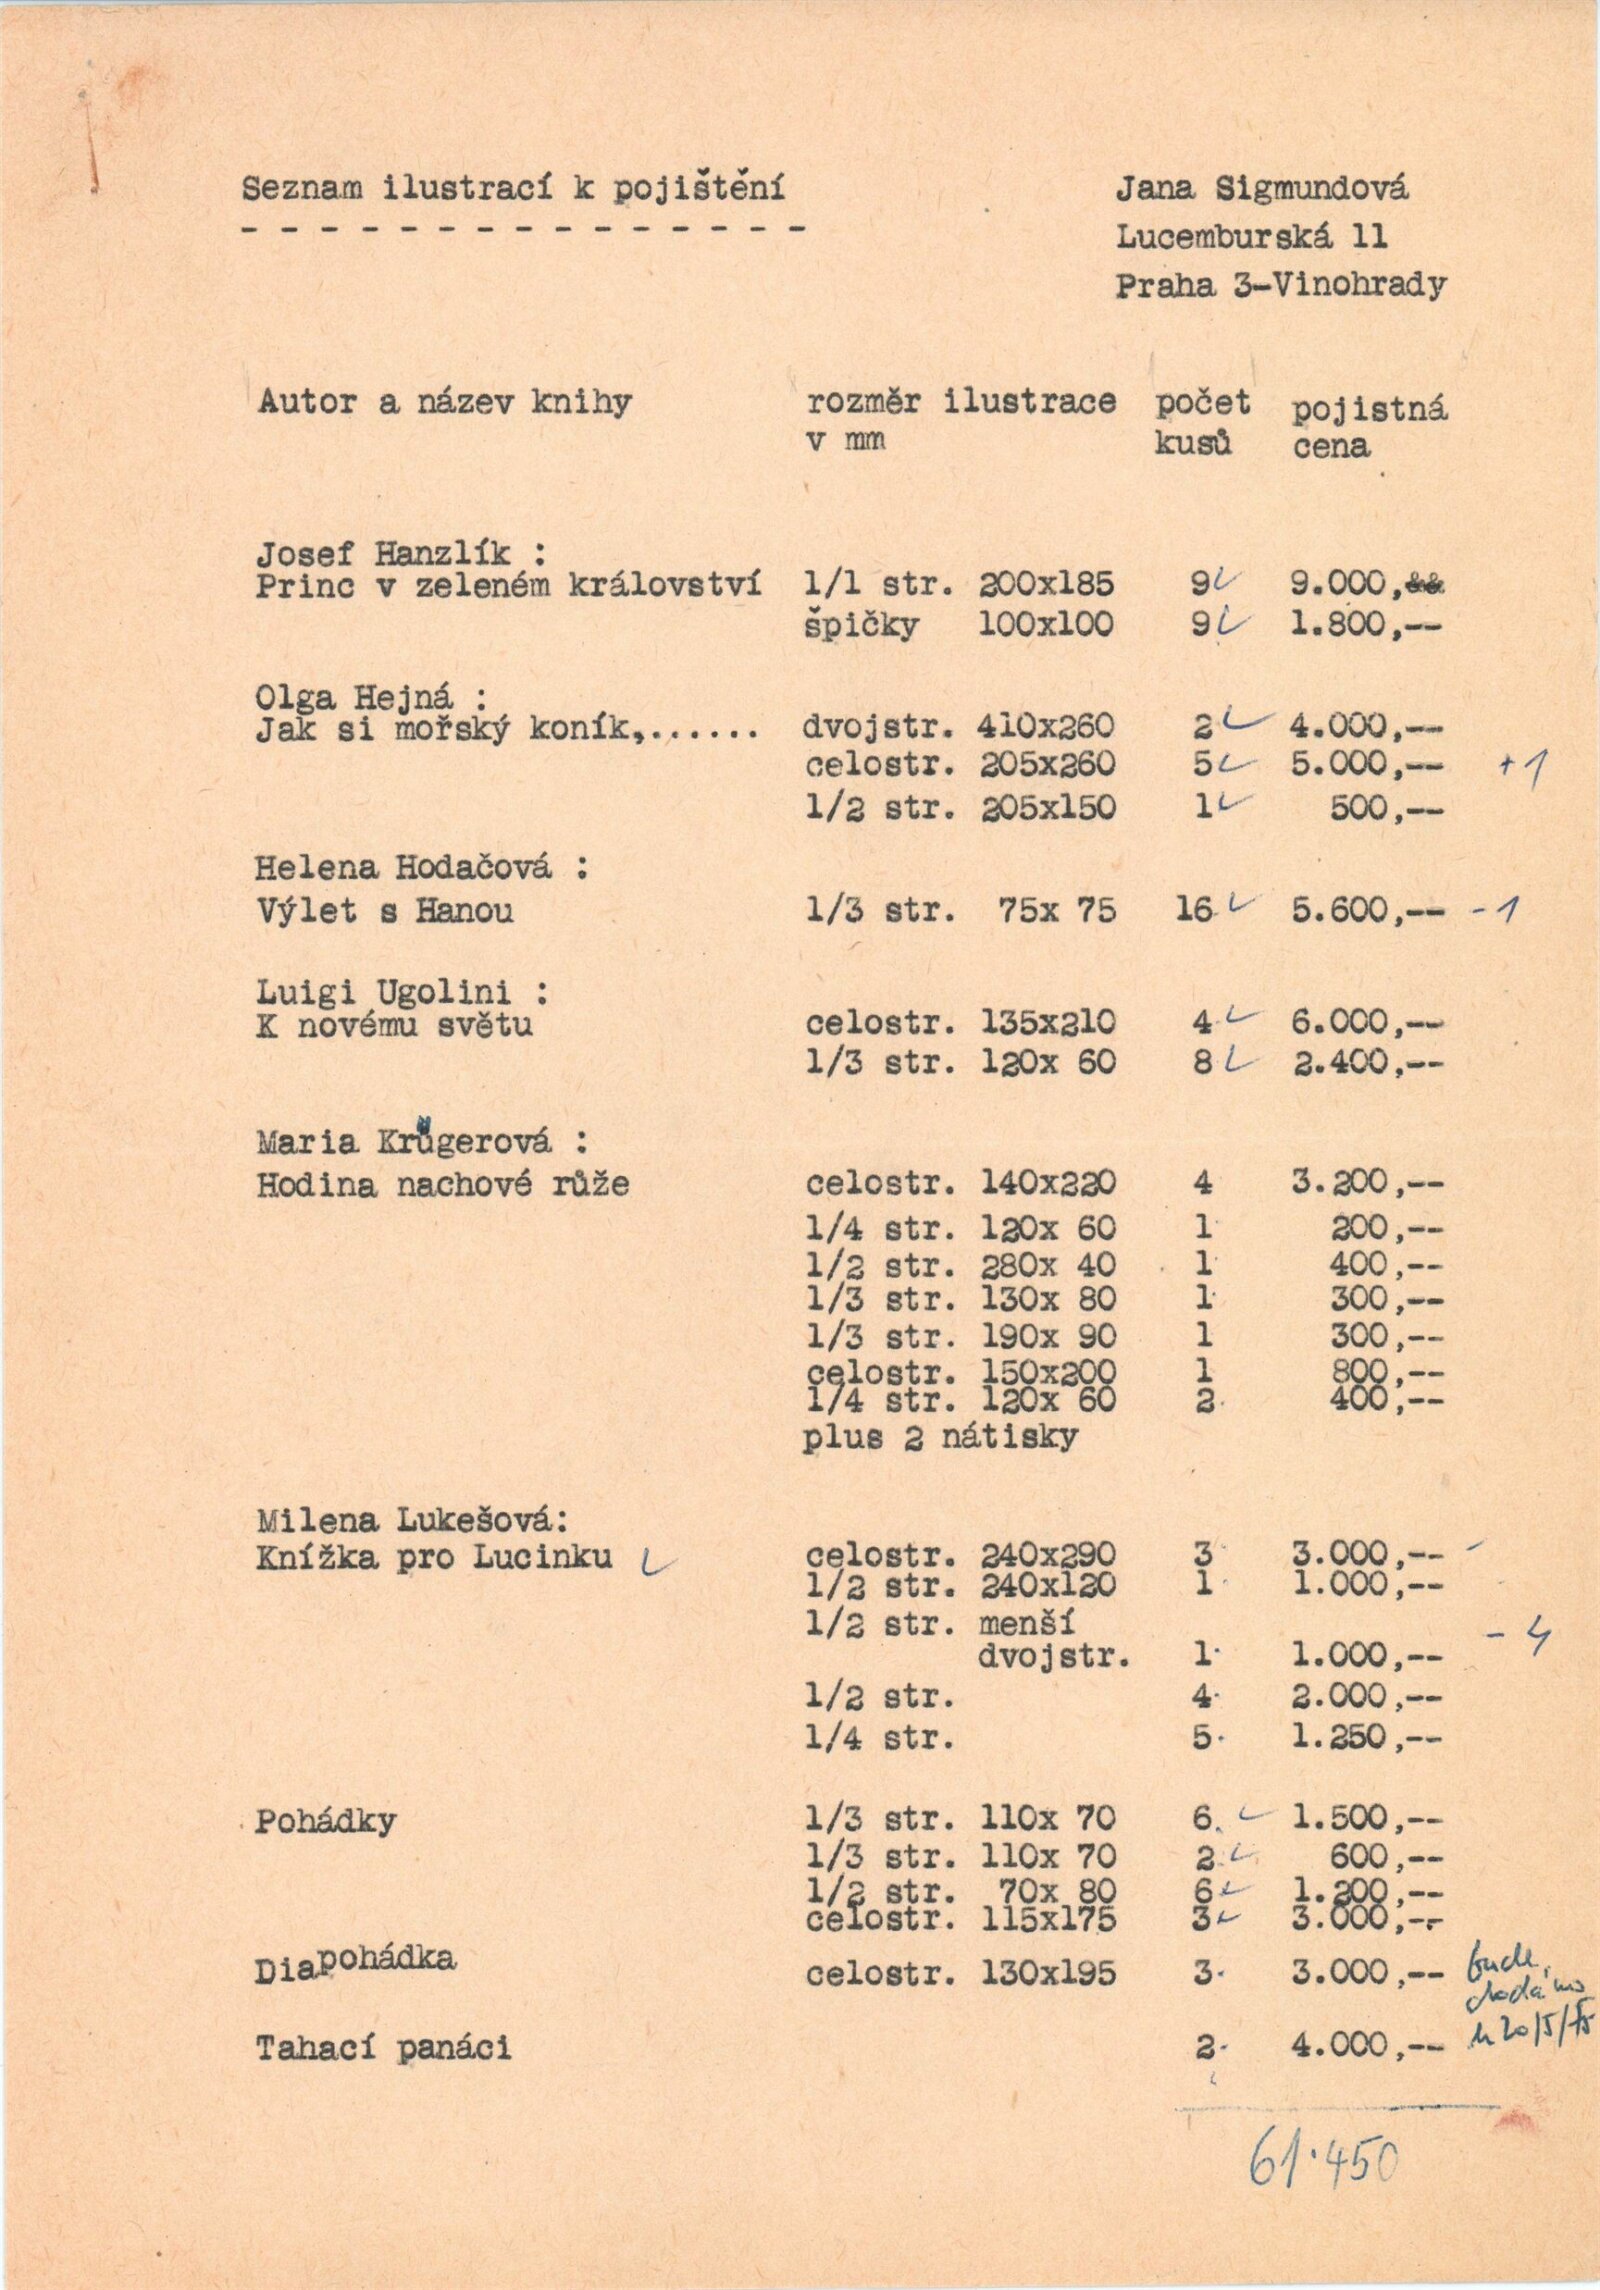 Seznam ilustrací k pojištění
- - - - - - - - - - - - - - -
Jana Sigmundová
Lucemburská 11
Praha 3-Vinohrady
Autor a název knihy rozměr ilustrace v mm počet kusů pojistná cena
Josef Hanzlík :
Princ v zeleném království 1/1 str. 200x185 9 9.000,&&
špičky 100x100 9 1.800,--
Olga Hejná :
Jak si mořský koník,...... dvojstr. 410x260 2 4.000,--
celostr. 205x260 5 5.000,-- +1
1/2 str. 205x150 1 500,--
Helena Hodačová :
Výlet s Hanou 1/3 str. 75x 75 16 5.600,-- -1
Luigi Ugolini :
K novému světu celostr. 135x210 4 6.000,--
1/3 str. 120x 60 8 2.400,--
Maria Krügerová :
Hodina nachové růže celostr. 140x220 4 3.200,--
1/4 str. 120x 60 1 200,--
1/2 str. 280x 40 1 400,--
1/3 str. 130x 80 1 300,--
1/3 str. 190x 90 1 300,--
celostr. 150x200 1 800,--
1/4 str. 120x 60 2 400,--
plus 2 nátisky
Milena Lukešová:
Knížka pro Lucinku celostr. 240x290 3 3.000,--
1/2 str. 240x120 1 1.000,--
1/2 str. menší
dvojstr. 1 1.000,-- -4
1/2 str. 4 2.000,--
1/4 str. 5 1.250,--
Pohádky 1/3 str. 110x 70 6 1.500,--
1/3 str. 110x 70 2 600,--
1/2 str. 70x 80 6 1.200,--
celostr. 115x175 3 3.000,--
Diapohádka celostr. 130x195 3 3.000,-- bude
dodáno
20/5/75
Tahací panáci 2 4.000,--
61.450